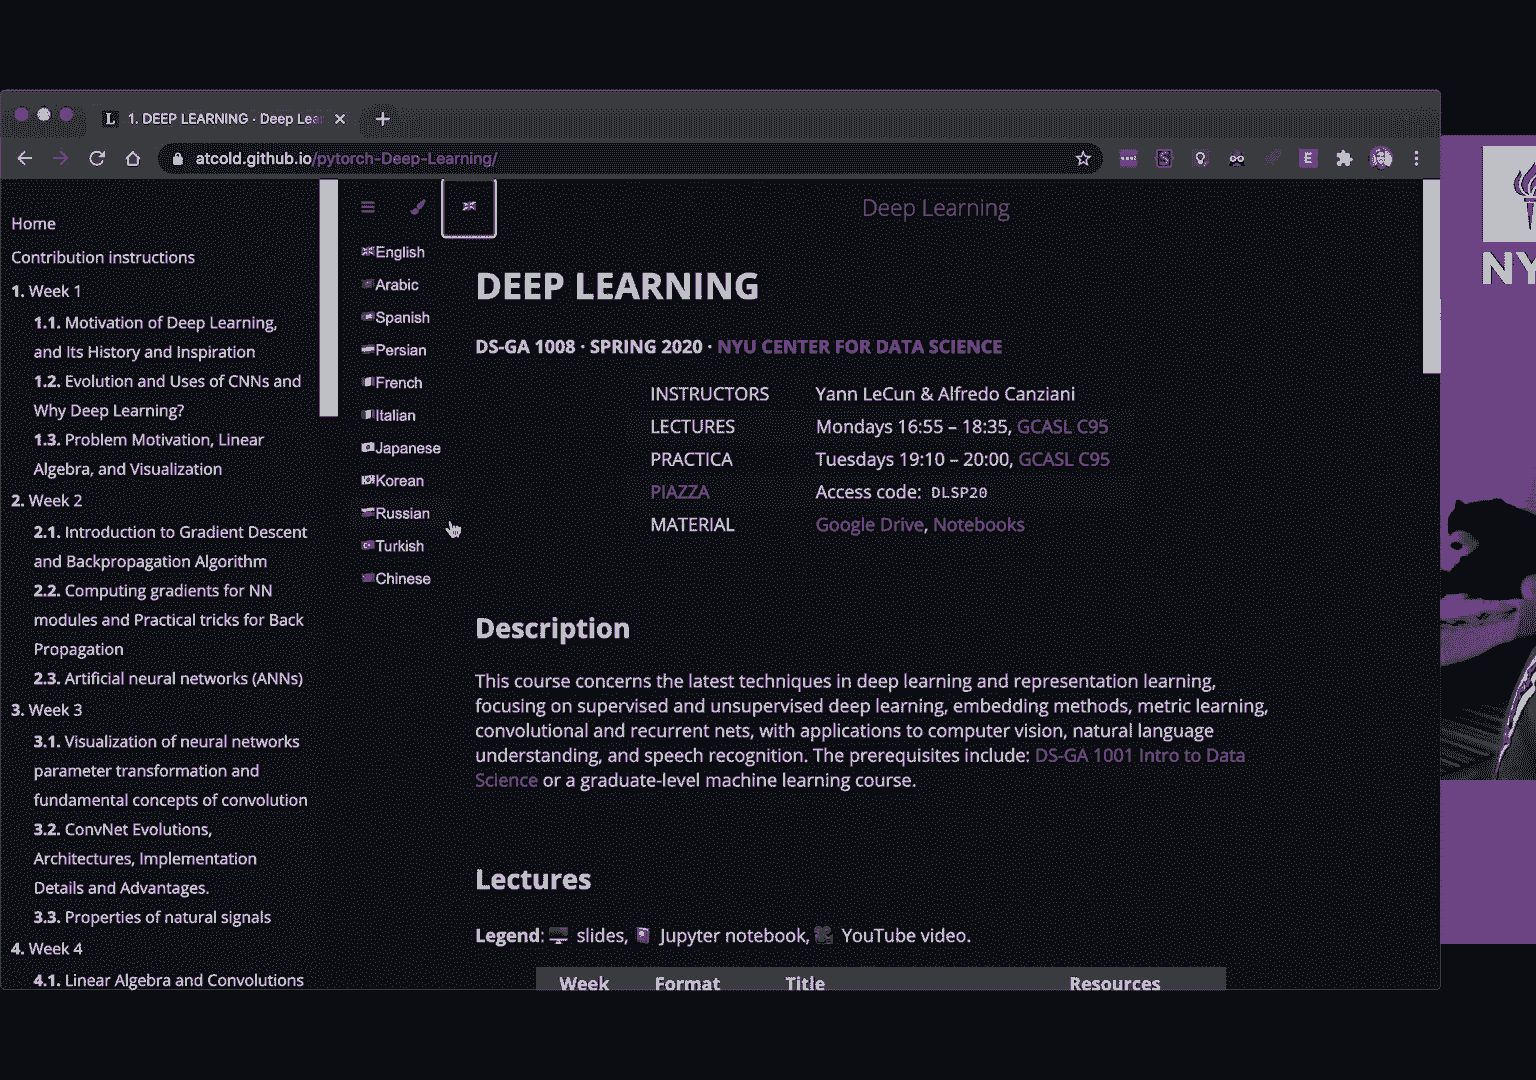 1. DEEP LEARNING · Deep Lea
atcold.github.io/pytorch-Deep-Learning/
Home
Contribution instructions
1. Week 1
1.1. Motivation of Deep Learning,
and Its History and Inspiration
1.2. Evolution and Uses of CNNs and
Why Deep Learning?
1.3. Problem Motivation, Linear
Algebra, and Visualization
2. Week 2
2.1. Introduction to Gradient Descent
and Backpropagation Algorithm
2.2. Computing gradients for NN
modules and Practical tricks for Back
Propagation
2.3. Artificial neural networks (ANNs)
3. Week 3
3.1. Visualization of neural networks
parameter transformation and
fundamental concepts of convolution
3.2. ConvNet Evolutions,
Architectures, Implementation
Details and Advantages.
3.3. Properties of natural signals
4. Week 4
4.1. Linear Algebra and Convolutions
English
Arabic
Spanish
Persian
French
Italian
Japanese
Korean
Russian
Turkish
Chinese
Deep Learning
DEEP LEARNING
DS-GA 1008 · SPRING 2020 · NYU CENTER FOR DATA SCIENCE
INSTRUCTORS Yann LeCun & Alfredo Canziani
LECTURES Mondays 16:55 – 18:35, GCASL C95
PRACTICA Tuesdays 19:10 – 20:00, GCASL C95
PIAZZA Access code: DLSP20
MATERIAL Google Drive, Notebooks
Description
This course concerns the latest techniques in deep learning and representation learning,
focusing on supervised and unsupervised deep learning, embedding methods, metric learning,
convolutional and recurrent nets, with applications to computer vision, natural language
understanding, and speech recognition. The prerequisites include: DS-GA 1001 Intro to Data
Science or a graduate-level machine learning course.
Lectures
Legend: slides, Jupyter notebook, YouTube video.
Week Format Title Resources
NY